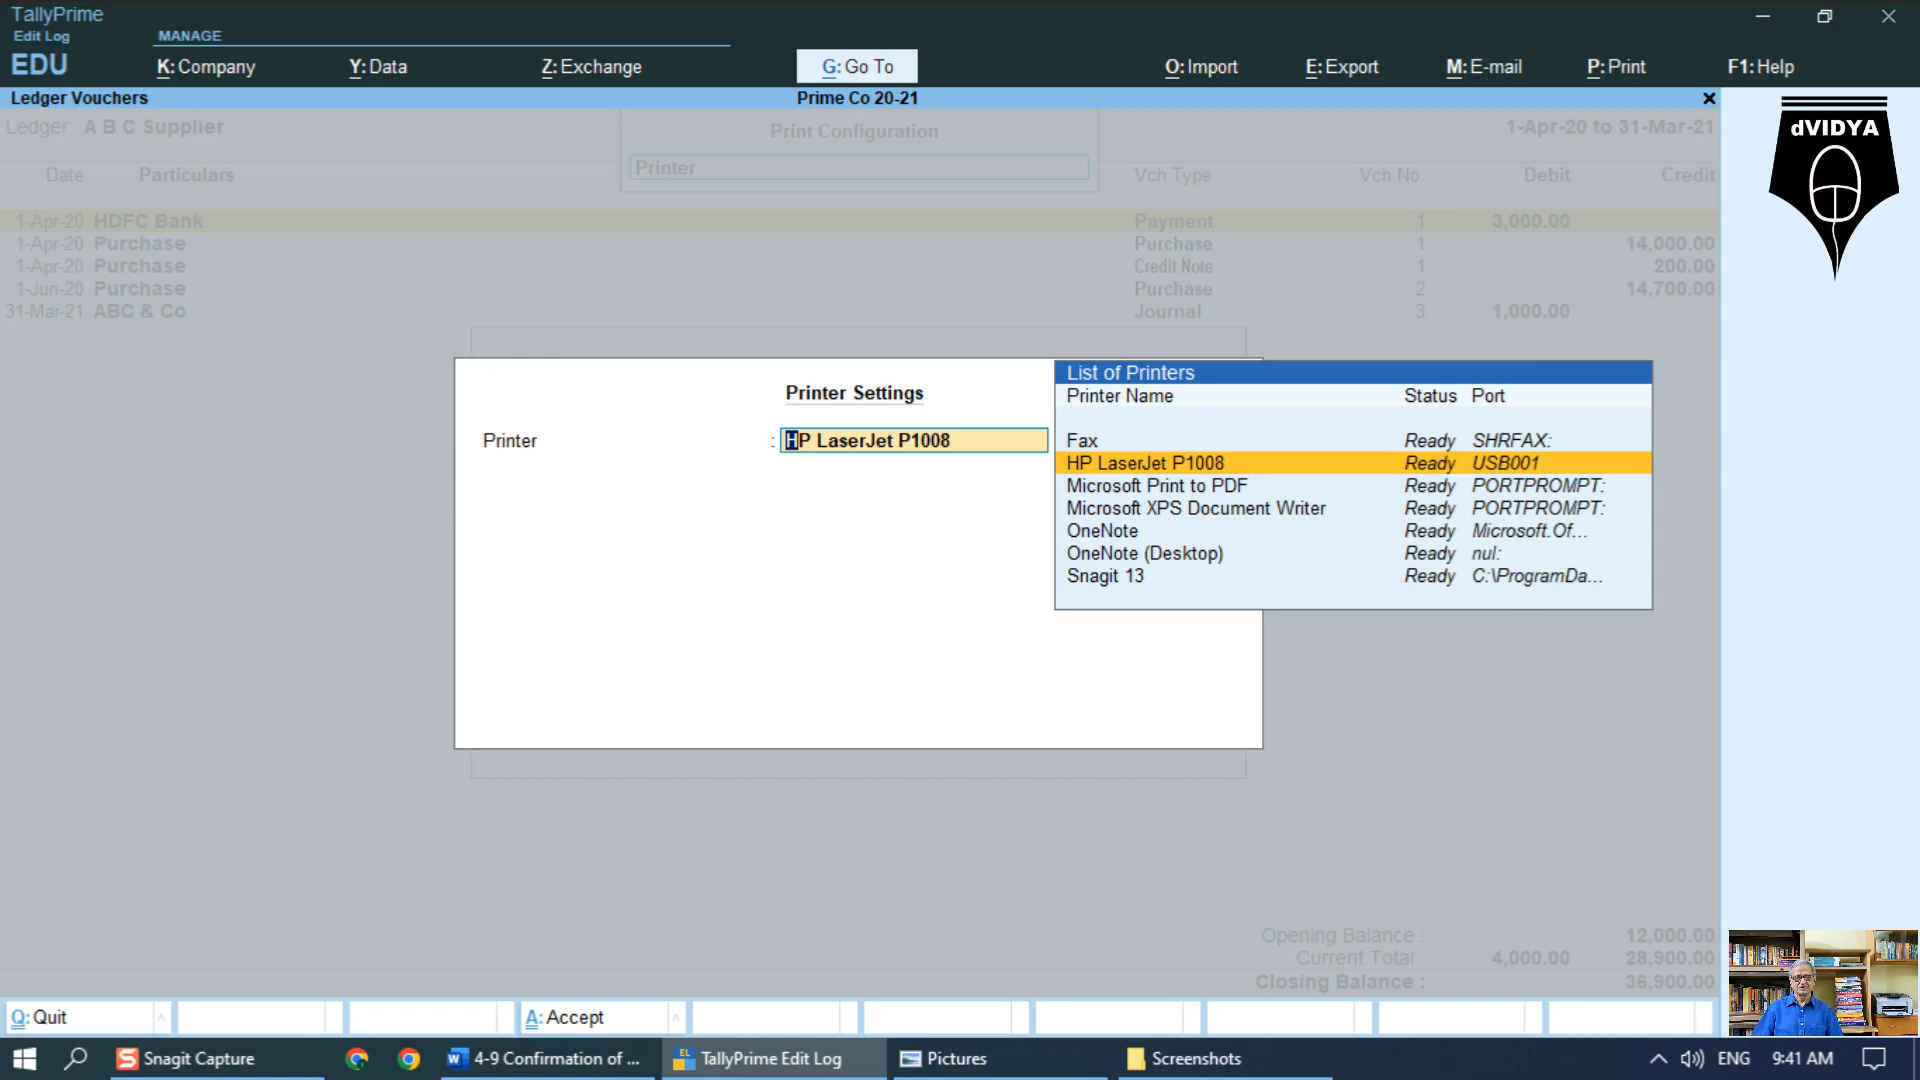 TallyPrime
Edit Log
EDU
MANAGE
K: Company
Y: Data
Z: Exchange
G: Go To
O: Import
E: Export
M: E-mail
P: Print
F1: Help
Ledger Vouchers
Prime Co 20-21
Ledger: A B C Supplier
Print Configuration
1-Apr-20 to 31-Mar-21
Printer
Date Particulars Vch Type Vch No. Debit Credit
1-Apr-20 HDFC Bank Payment 1 3,000.00
1-Apr-20 Purchase Purchase 1 14,000.00
1-Apr-20 Purchase Credit Note 1 200.00
1-Jun-20 Purchase Purchase 2 14,700.00
31-Mar-21 ABC & Co Journal 3 1,000.00
Printer Settings
Printer : HP LaserJet P1008
List of Printers
Printer Name Status Port
Fax Ready SHRFAX:
HP LaserJet P1008 Ready USB001
Microsoft Print to PDF Ready PORTPROMPT:
Microsoft XPS Document Writer Ready PORTPROMPT:
OneNote Ready Microsoft.Of...
OneNote (Desktop) Ready nul:
Snagit 13 Ready C:\ProgramDa...
Opening Balance : 12,000.00
Current Total : 4,000.00 28,900.00
Closing Balance : 36,900.00
Q: Quit
A: Accept
dVIDYA
Snagit Capture
4-9 Confirmation of ...
TallyPrime Edit Log
Pictures
Screenshots
ENG
9:41 AM